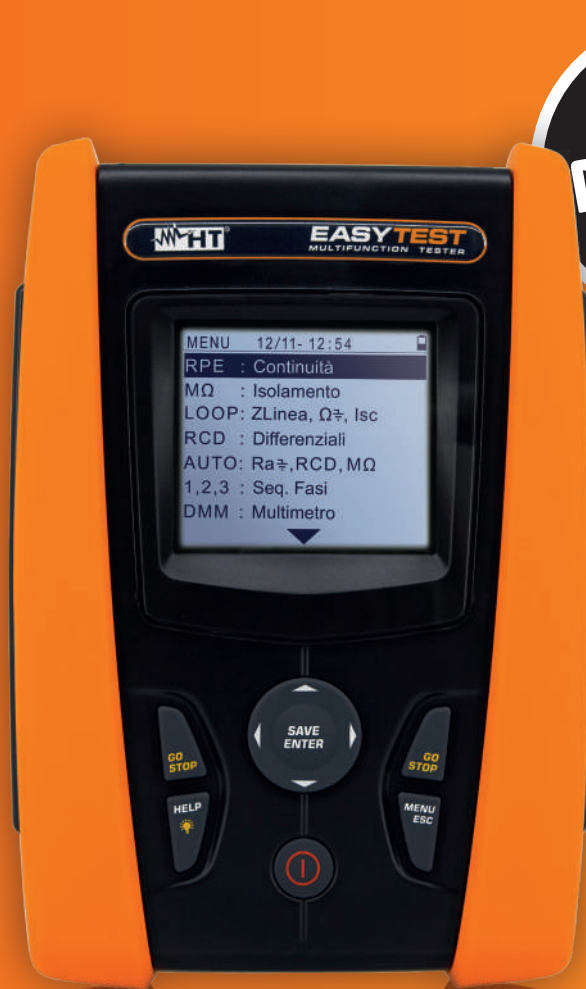 HT
EASYTEST
MULTIFUNCTION TESTER
MENU 12/11- 12:54
RPE : Continuità
MΩ : Isolamento
LOOP: ZLinea, Ω⏚, Isc
RCD : Differenziali
AUTO: Ra⏚,RCD,MΩ
1,2,3 : Seq. Fasi
DMM : Multimetro
SAVE
ENTER
GO
STOP
GO
STOP
HELP
MENU
ESC